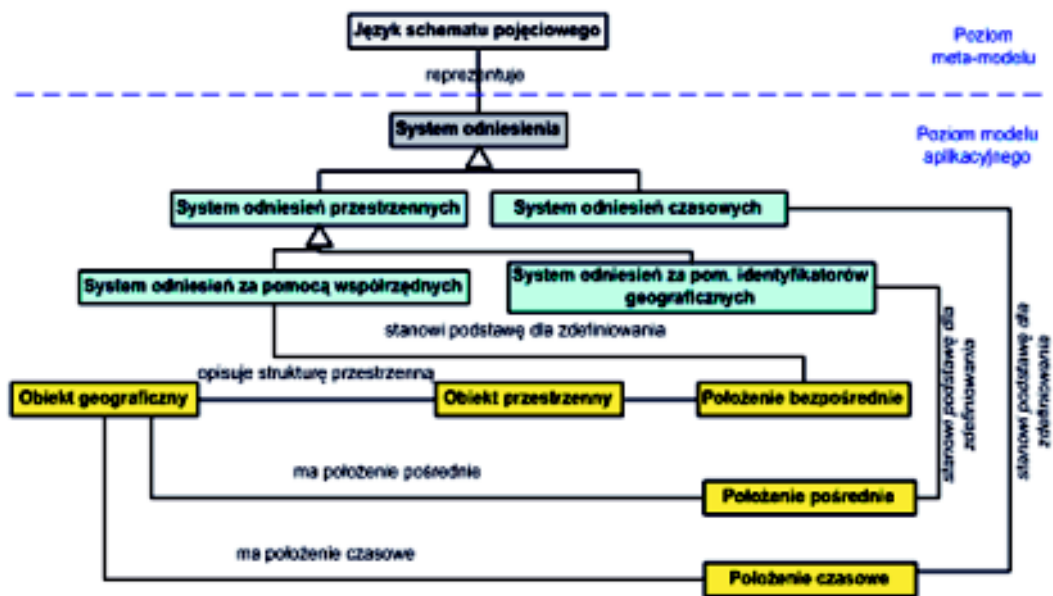 Język schematu pojęciowego
Poziom
meta-modelu
reprezentuje
System odniesienia
Poziom modelu
aplikacyjnego
System odniesień przestrzennych
System odniesień czasowych
System odniesień za pomocą współrzędnych
System odniesień za pom. identyfikatorów
geograficznych
stanowi podstawę dla zdefiniowania
opisuje strukturę przestrzenną
Obiekt geograficzny
Obiekt przestrzenny
Położenie bezpośrednie
stanowi podstawę dla
zdefiniowania
stanowi podstawę dla
zdefiniowania
ma położenie pośrednie
Położenie pośrednie
ma położenie czasowe
Położenie czasowe